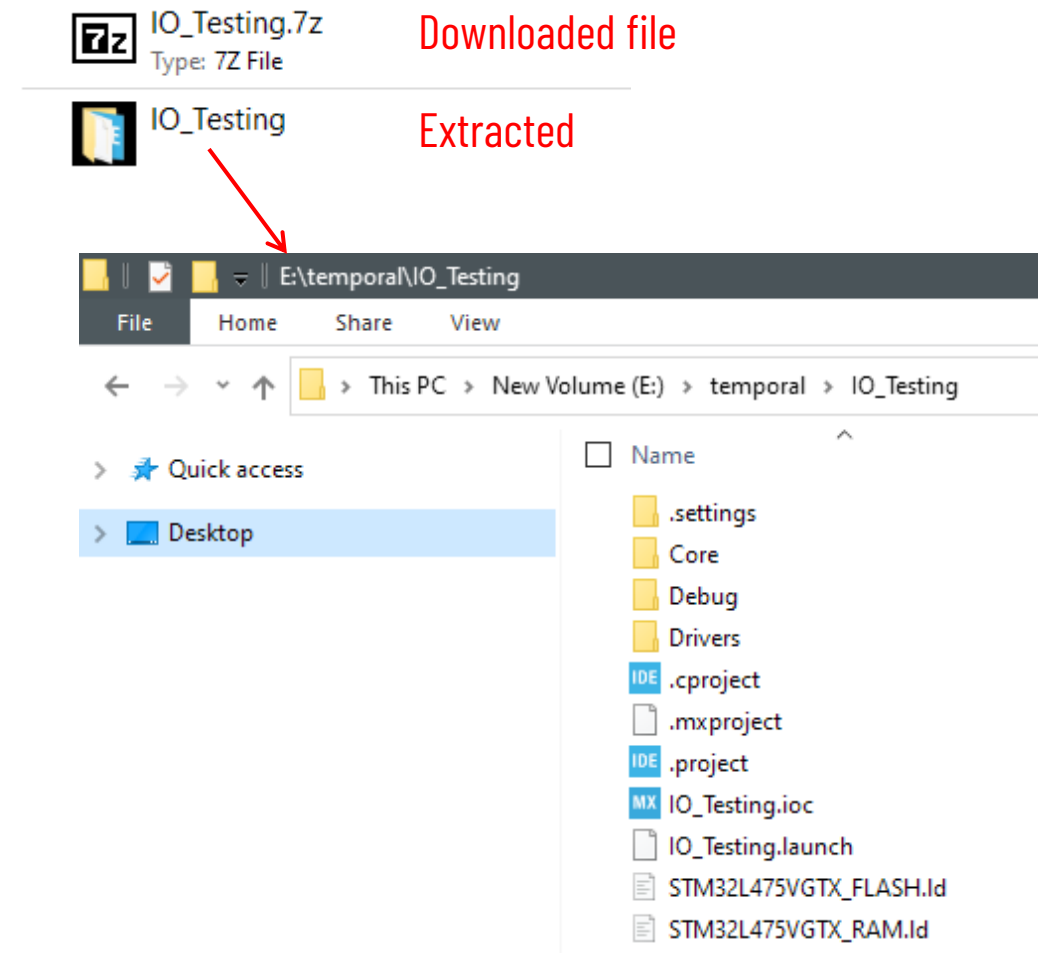 7z
IO_Testing.7z
Downloaded file
Type: 7Z File
IO_Testing
Extracted
E:\temporal\IO_Testing
File Home Share View
This PC > New Volume (E:) > temporal > IO_Testing
Name
Quick access
Desktop
.settings
Core
Debug
Drivers
IDE .cproject
.mxproject
IDE .project
MX IO_Testing.ioc
IO_Testing.launch
STM32L475VGTX_FLASH.ld
STM32L475VGTX_RAM.ld